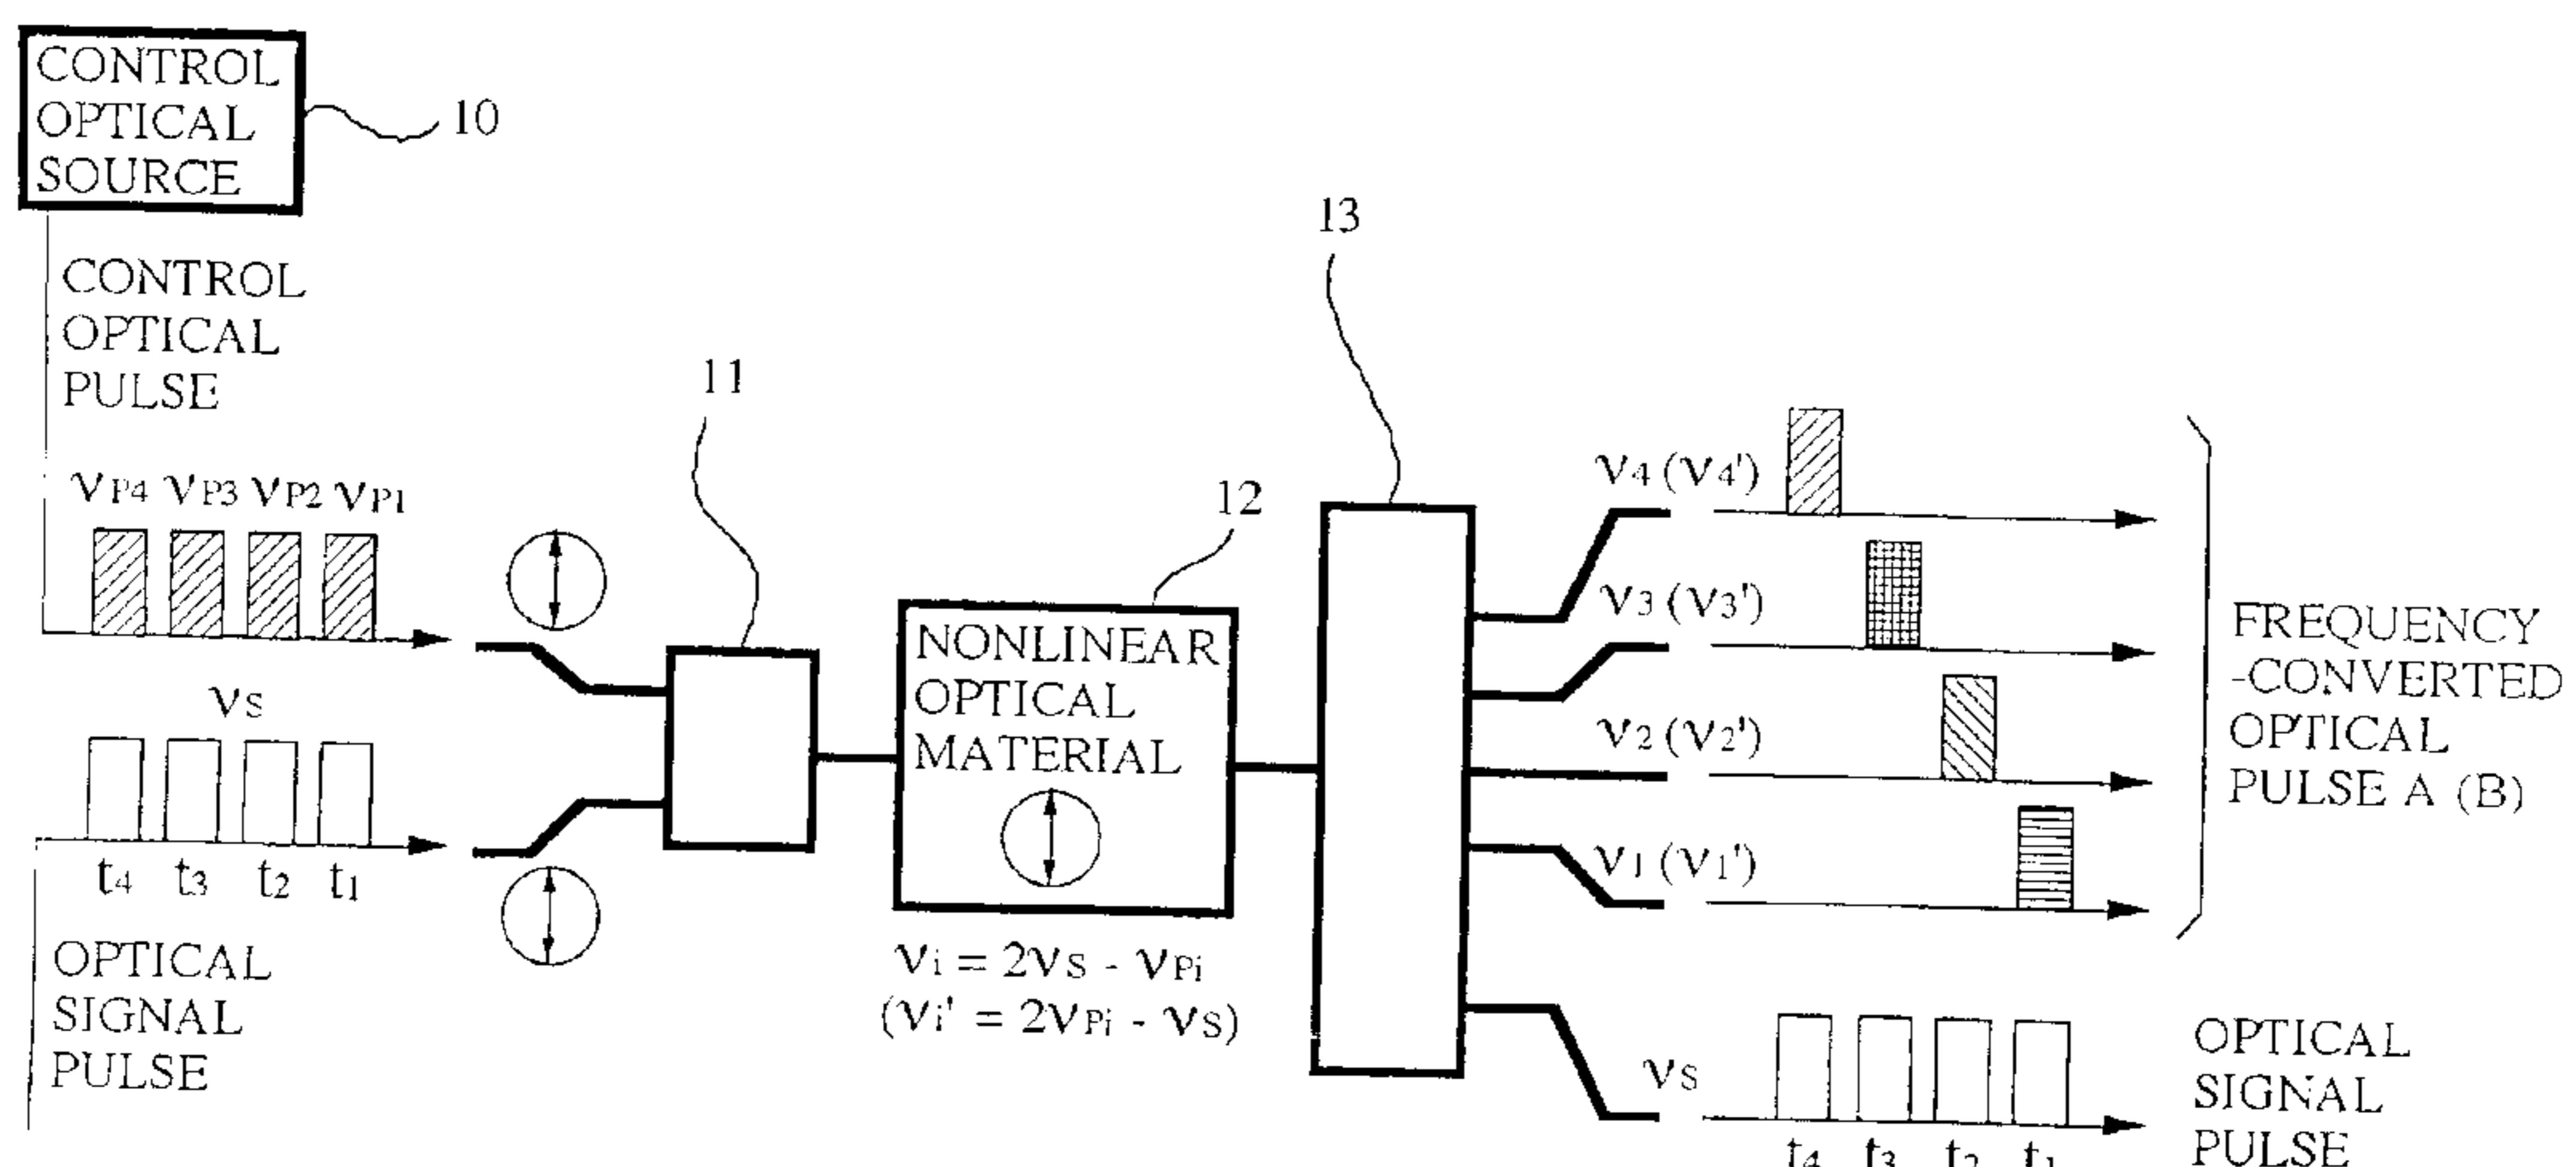 CONTROL
OPTICAL
SOURCE
10
CONTROL
OPTICAL
PULSE
νP4 νP3 νP2 νP1
νS
t4 t3 t2 t1
OPTICAL
SIGNAL
PULSE
11
12
NONLINEAR
OPTICAL
MATERIAL
νi = 2νS - νPi
(νi' = 2νPi - νS)
13
ν4 (ν4')
ν3 (ν3')
ν2 (ν2')
ν1 (ν1')
FREQUENCY
-CONVERTED
OPTICAL
PULSE A (B)
νS
t4 t3 t2 t1
OPTICAL
SIGNAL
PULSE